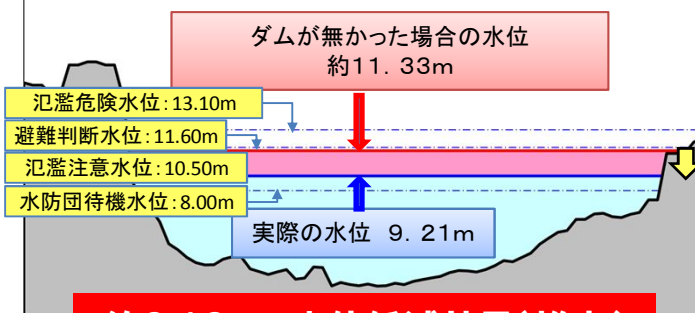 ダムが無かった場合の水位
約11.33m
氾濫危険水位:13.10m
避難判断水位:11.60m
氾濫注意水位:10.50m
水防団待機水位:8.00m
実際の水位 9.21m